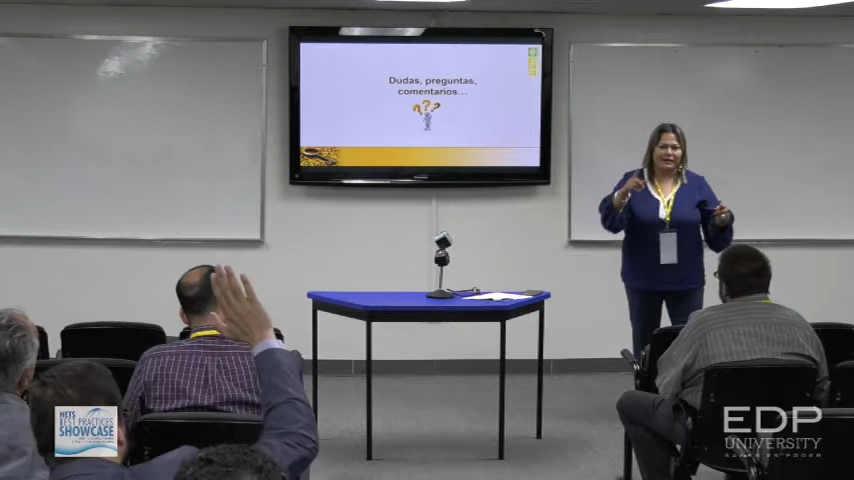 Dudas, preguntas,
comentarios...
???
HETS
BEST PRACTICES
SHOWCASE
EDP
UNIVERSITY